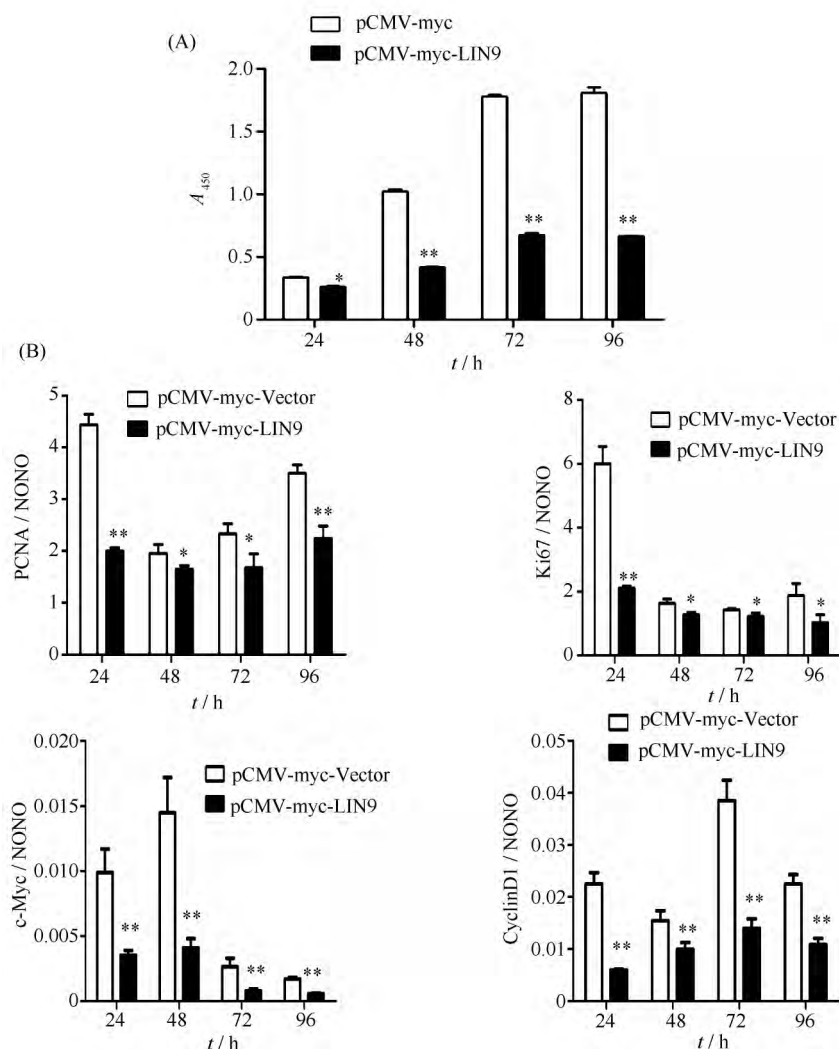 (A)
pCMV-myc
pCMV-myc-LIN9
2.0
1.5
1.0
0.5
0
A450
*
**
**
**
24 48 72 96
t / h
(B)
5
4
3
2
1
0
PCNA / NONO
pCMV-myc-Vector
pCMV-myc-LIN9
**
*
*
**
24 48 72 96
t / h
8
6
4
2
0
Ki67 / NONO
pCMV-myc-Vector
pCMV-myc-LIN9
**
*
*
*
24 48 72 96
t / h
0.020
0.015
0.010
0.005
0
c-Myc / NONO
pCMV-myc-Vector
pCMV-myc-LIN9
**
**
**
**
24 48 72 96
t / h
0.05
0.04
0.03
0.02
0.01
0
CyclinD1 / NONO
pCMV-myc-Vector
pCMV-myc-LIN9
**
**
**
**
24 48 72 96
t / h